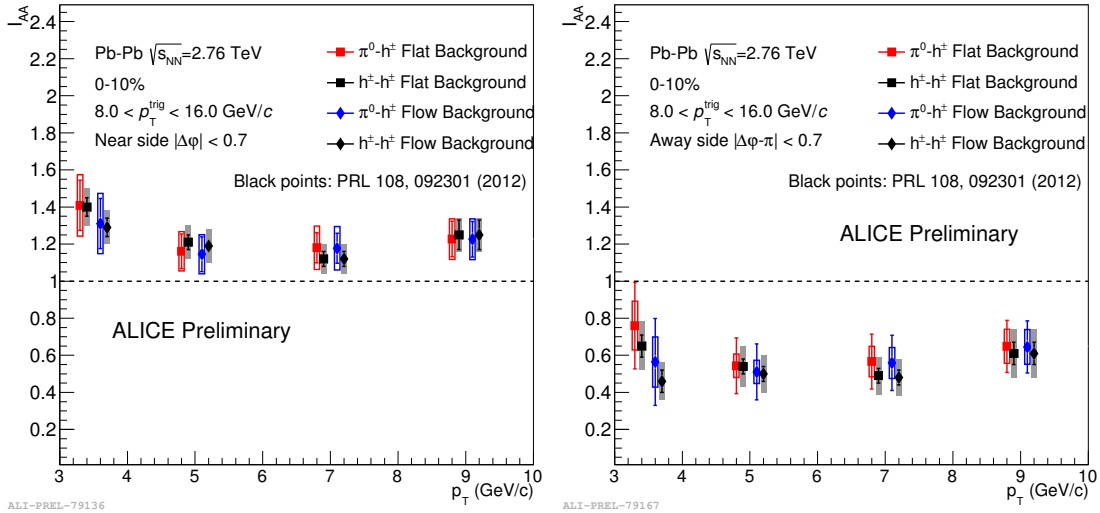 I_AA
2.4
2.2
2
1.8
1.6
1.4
1.2
1
0.8
0.6
0.4
0.2
Pb-Pb √s_NN=2.76 TeV
0-10%
8.0 < p_T^trig < 16.0 GeV/c
Near side |Δφ| < 0.7
π⁰-h± Flat Background
h±-h± Flat Background
π⁰-h± Flow Background
h±-h± Flow Background
Black points: PRL 108, 092301 (2012)
ALICE Preliminary
3 4 5 6 7 8 9 10
p_T (GeV/c)
ALI-PREL-79136
I_AA
2.4
2.2
2
1.8
1.6
1.4
1.2
1
0.8
0.6
0.4
0.2
Pb-Pb √s_NN=2.76 TeV
0-10%
8.0 < p_T^trig < 16.0 GeV/c
Away side |Δφ-π| < 0.7
π⁰-h± Flat Background
h±-h± Flat Background
π⁰-h± Flow Background
h±-h± Flow Background
Black points: PRL 108, 092301 (2012)
ALICE Preliminary
3 4 5 6 7 8 9 10
p_T (GeV/c)
ALI-PREL-79167